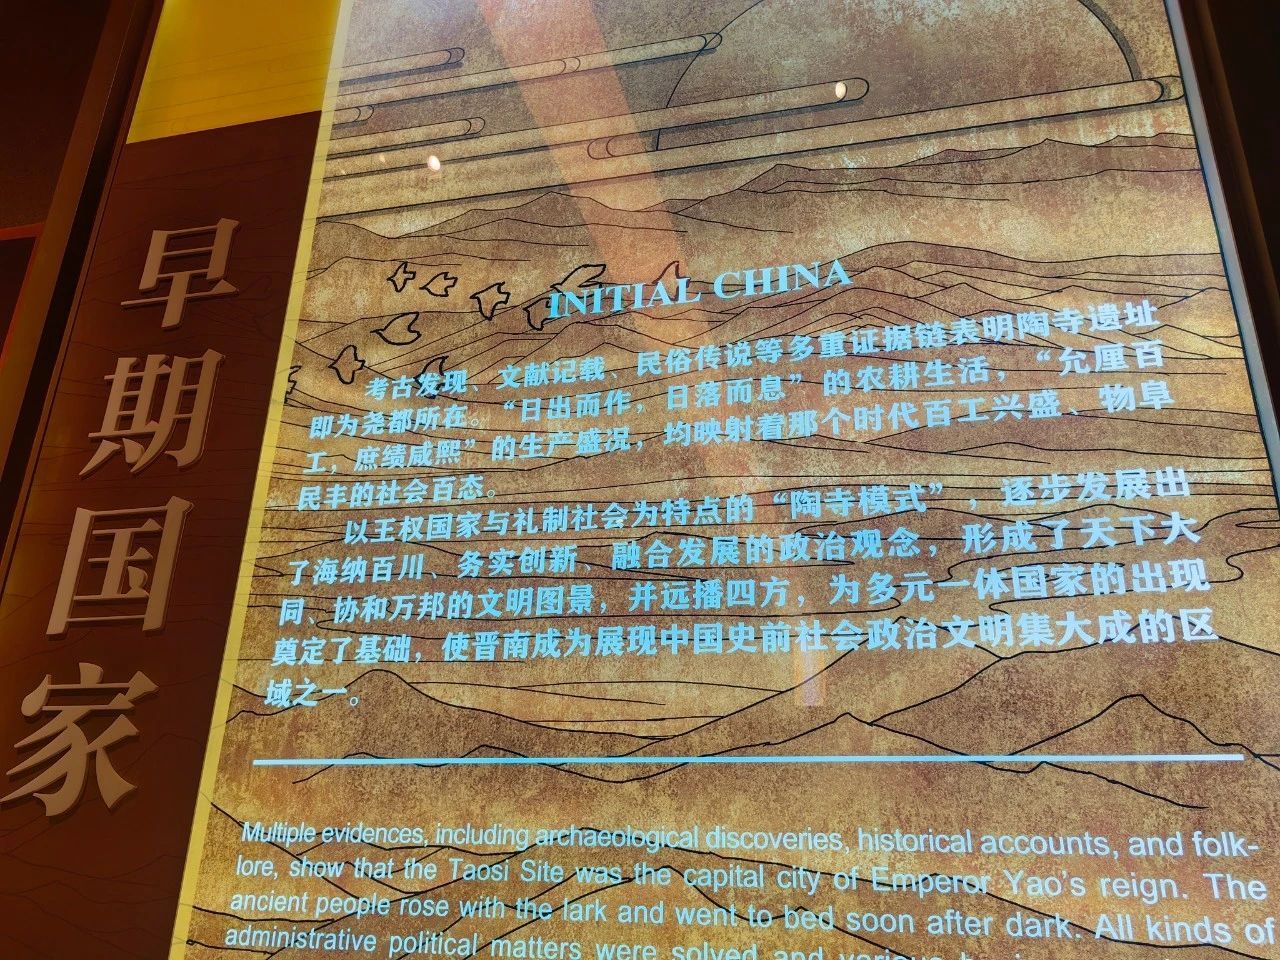 早期国家
INITIAL CHINA
考古发现、文献记载、民俗传说等多重证据链表明陶寺遗址
即为尧都所在。“日出而作，日落而息”的农耕生活，“允厘百
工，庶绩咸熙”的生产盛况，均映射着那个时代百工兴盛、物阜
民丰的社会百态。
以王权国家与礼制社会为特点的“陶寺模式”，逐步发展出
了海纳百川、务实创新、融合发展的政治观念，形成了天下大
同、协和万邦的文明图景，并远播四方，为多元一体国家的出现
奠定了基础，使晋南成为展现中国史前社会政治文明集大成的区
域之一。
Multiple evidences, including archaeological discoveries, historical accounts, and folk-
lore, show that the Taosi Site was the capital city of Emperor Yao's reign. The
ancient people rose with the lark and went to bed soon after dark. All kinds of
administrative political matters were solved and various